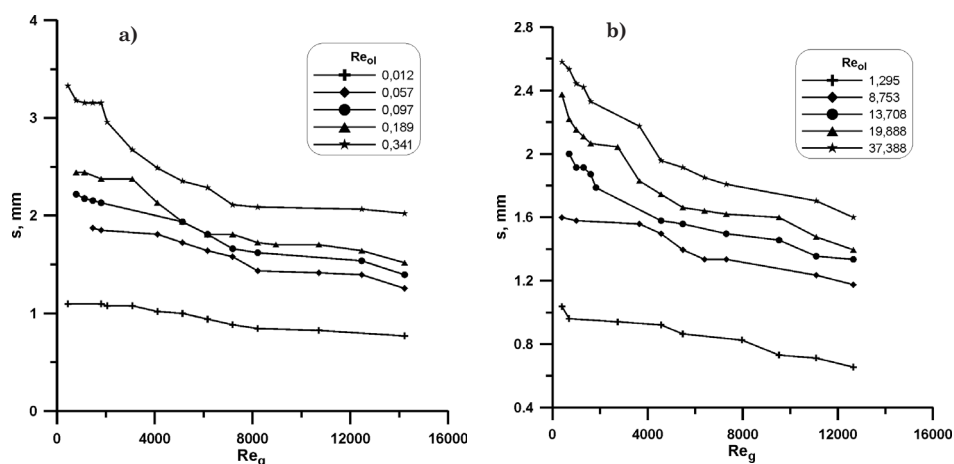 a)
4
3
2
1
0
s, mm
0 4000 8000 12000 16000
Re_g
Re_ol
0,012
0,057
0,097
0,189
0,341
b)
2.8
2.4
2
1.6
1.2
0.8
0.4
s, mm
0 4000 8000 12000 16000
Re_g
Re_ol
1,295
8,753
13,708
19,888
37,388